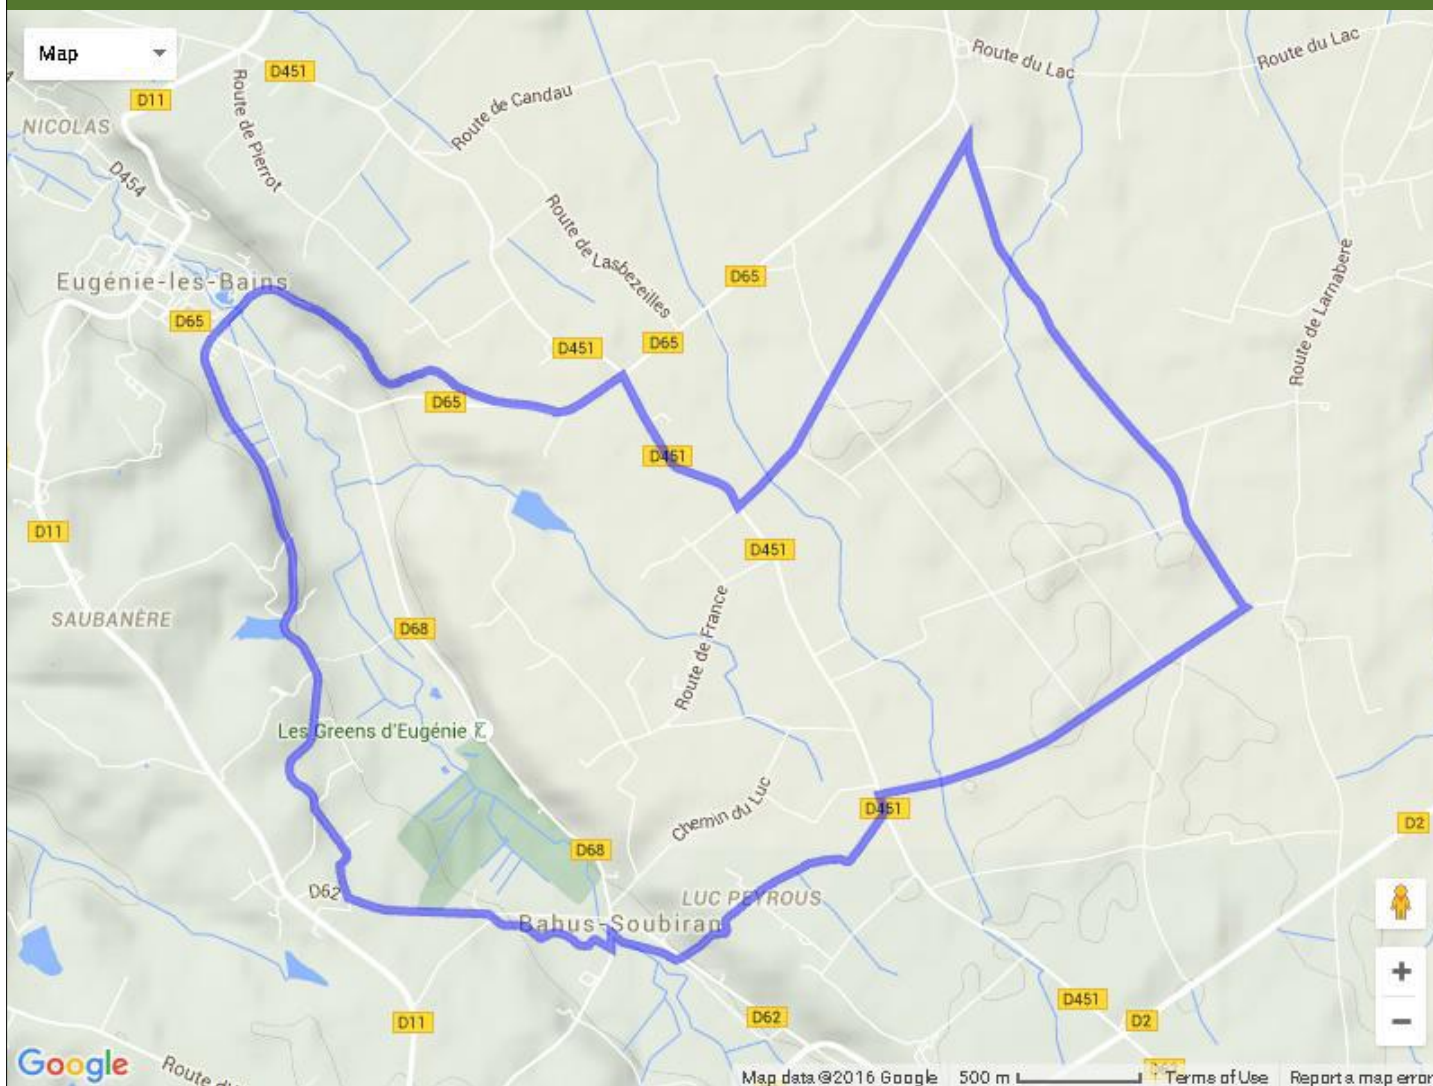 Map
Route du Lac
Route du Lac
D451
D11
Route de Pierrot
Route de Candau
NICOLAS
D454
Route de Lasbezeilles
Route de Larnabere
Eugénie-les-Bains
D65
D65
D451
D65
D65
D451
D11
D451
SAUBANÈRE
D68
Route de France
Les Greens d'Eugénie
Chemin du Luc
D451
D2
D68
D62
LUC PEYROUS
Bahus-Soubiran
D451
D11
D62
D2
Google
Map data ©2016 Google
500 m
Terms of Use
Report a map error